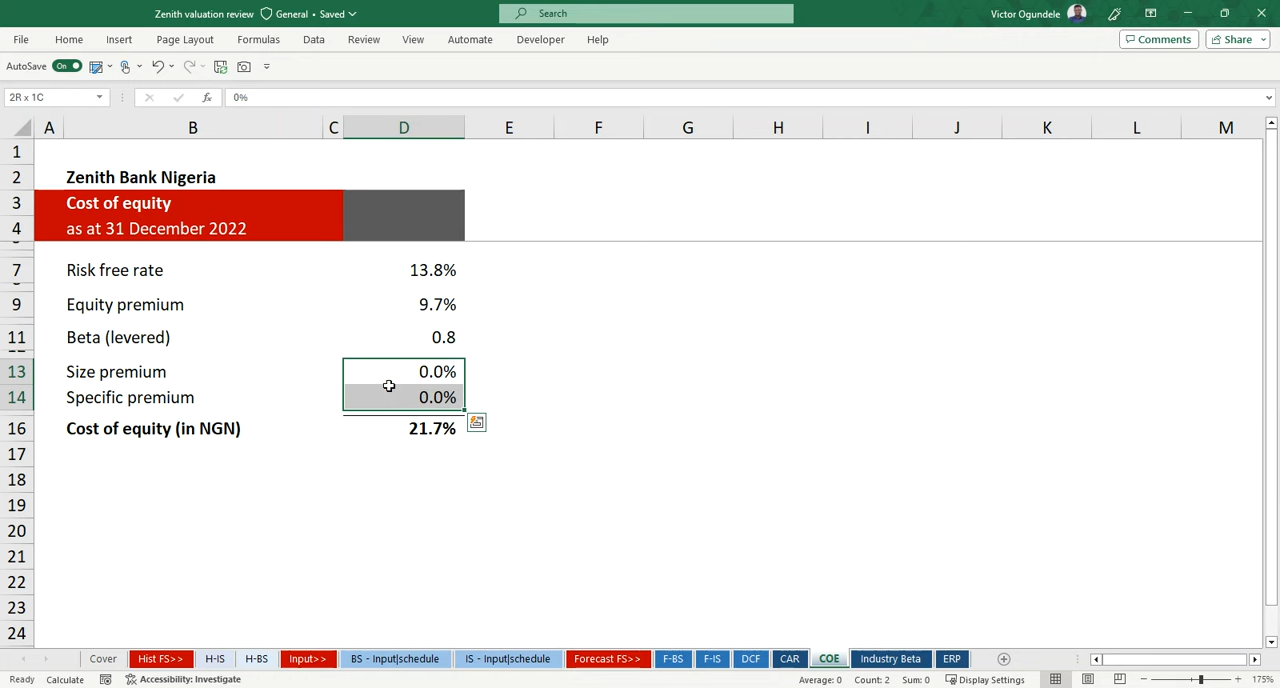 Zenith valuation review General • Saved
Search
Victor Ogundele
File Home Insert Page Layout Formulas Data Review View Automate Developer Help
Comments Share
AutoSave On
2R x 1C fx 0%
A B C D E F G H I J K L M
1
2 Zenith Bank Nigeria
3 Cost of equity
4 as at 31 December 2022
7 Risk free rate 13.8%
9 Equity premium 9.7%
11 Beta (levered) 0.8
13 Size premium 0.0%
14 Specific premium 0.0%
16 Cost of equity (in NGN) 21.7%
17
18
19
20
21
22
23
24
Cover Hist FS>> H-IS H-BS Input>> BS - Input|schedule IS - Input|schedule Forecast FS>> F-BS F-IS DCF CAR COE Industry Beta ERP
Ready Calculate Accessibility: Investigate Average: 0 Count: 2 Sum: 0 Display Settings 175%